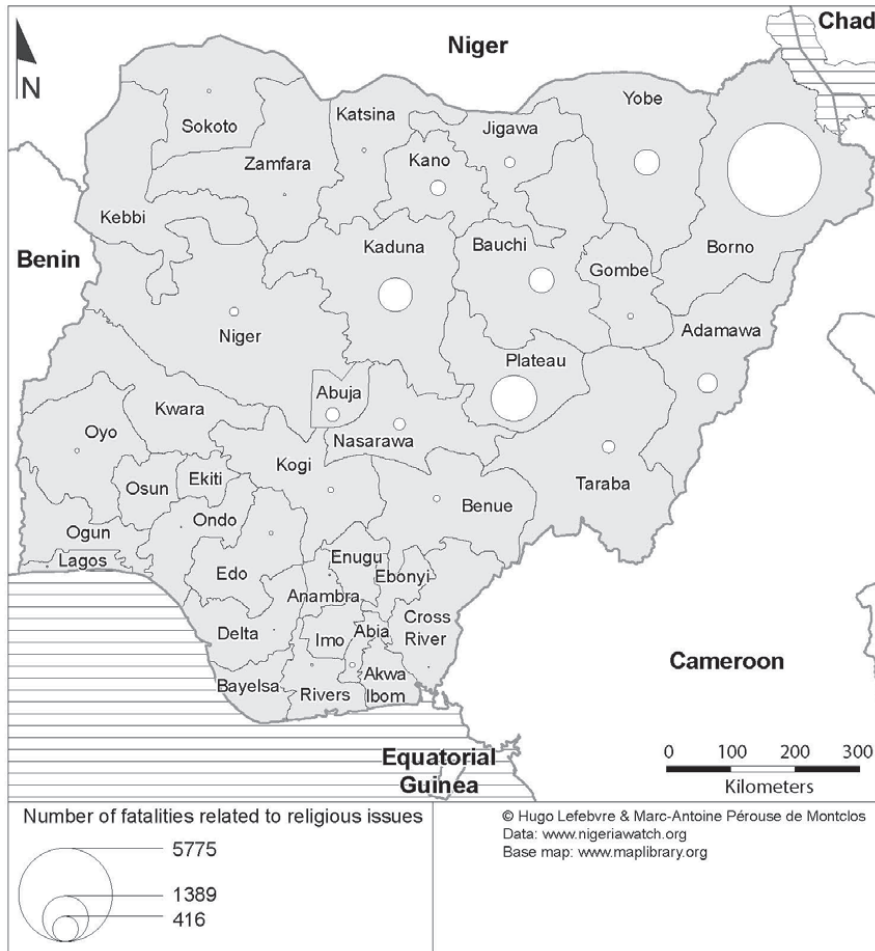 Chad
Niger
N
Sokoto
Katsina
Jigawa
Yobe
Zamfara
Kano
Kebbi
Benin
Kaduna
Bauchi
Gombe
Borno
Niger
Adamawa
Plateau
Abuja
Kwara
Nasarawa
Oyo
Kogi
Taraba
Osun
Ekiti
Benue
Ogun
Ondo
Lagos
Edo
Enugu
Ebonyi
Anambra
Delta
Imo
Abia
Cross
River
Bayelsa
Rivers
Akwa
Ibom
Cameroon
Equatorial
Guinea
0 100 200 300
Kilometers
Number of fatalities related to religious issues
5775
1389
416
© Hugo Lefebvre & Marc-Antoine Pérouse de Montclos
Data: www.nigeriawatch.org
Base map: www.maplibrary.org